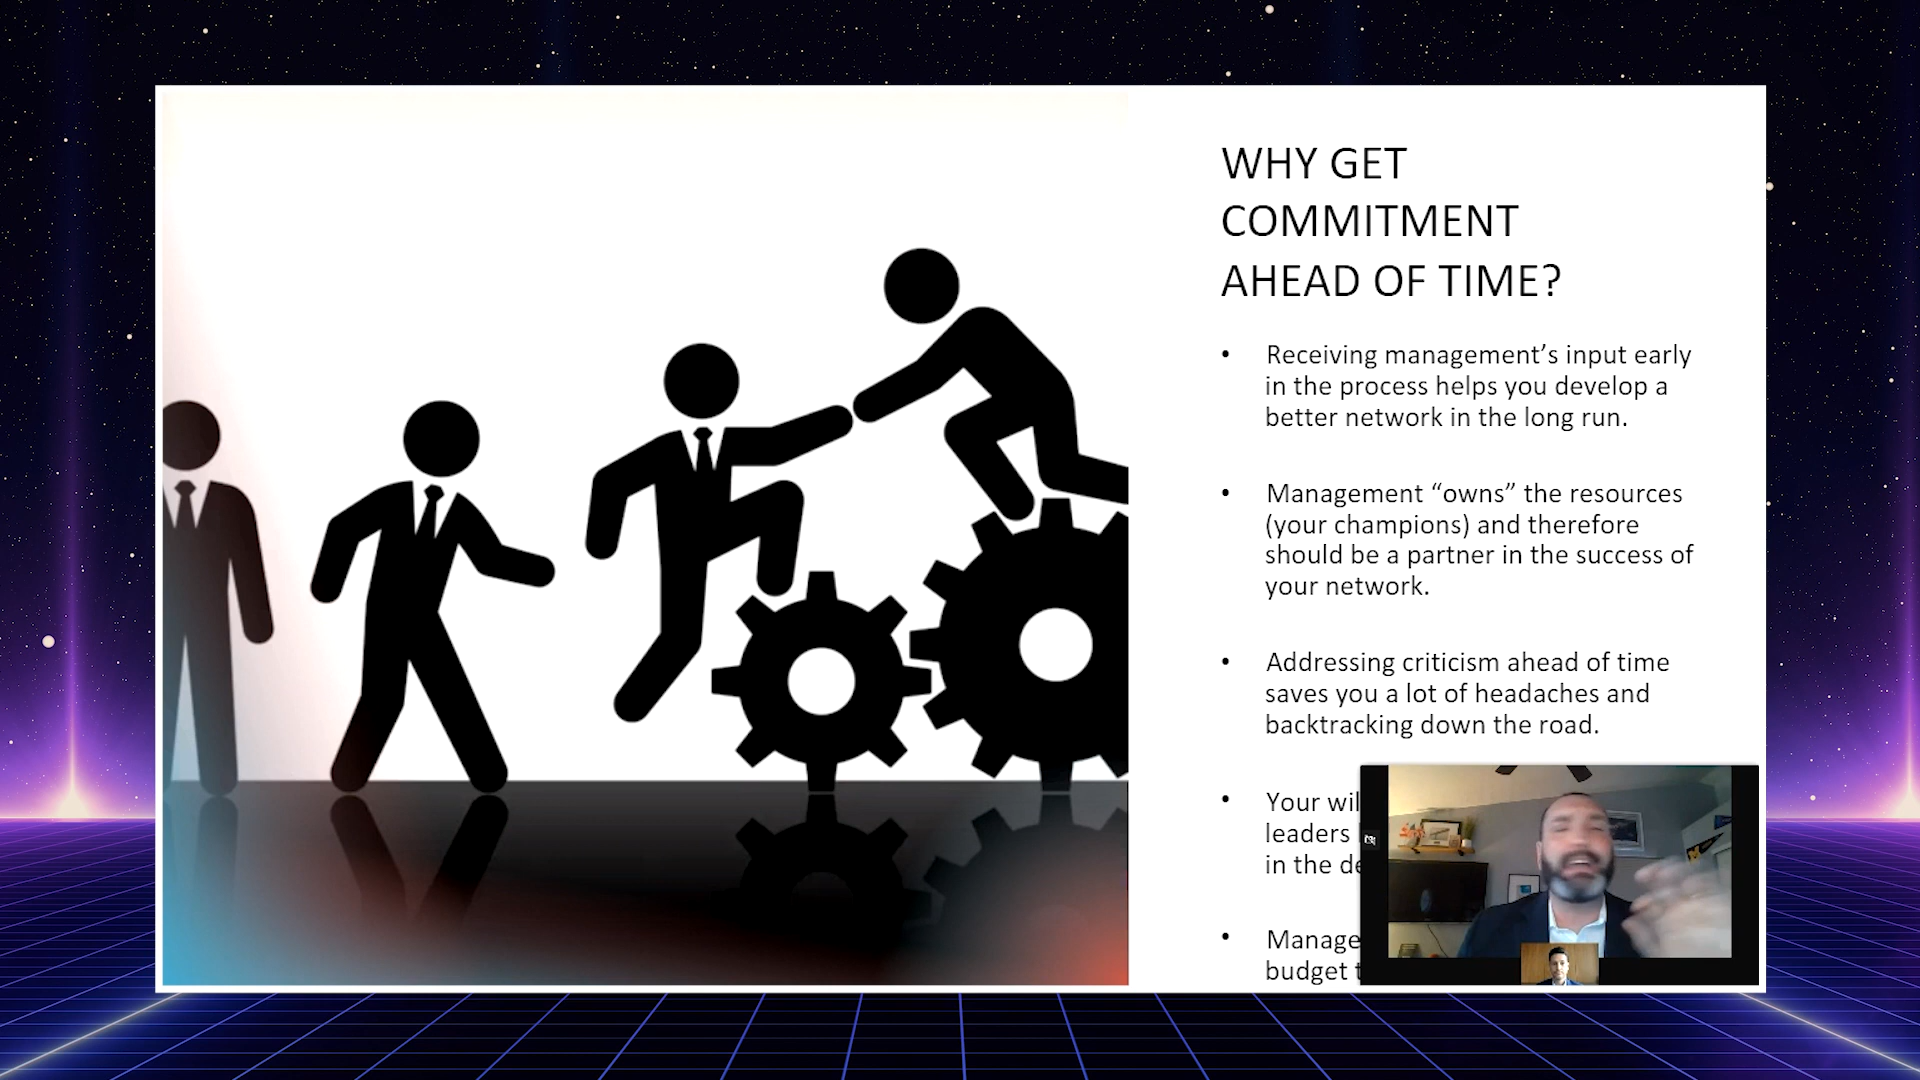 WHY GET
COMMITMENT
AHEAD OF TIME?
• Receiving management’s input early
in the process helps you develop a
better network in the long run.
• Management “owns” the resources
(your champions) and therefore
should be a partner in the success of
your network.
• Addressing criticism ahead of time
saves you a lot of headaches and
backtracking down the road.
• Your wil
leaders
in the de
• Manage
budget t